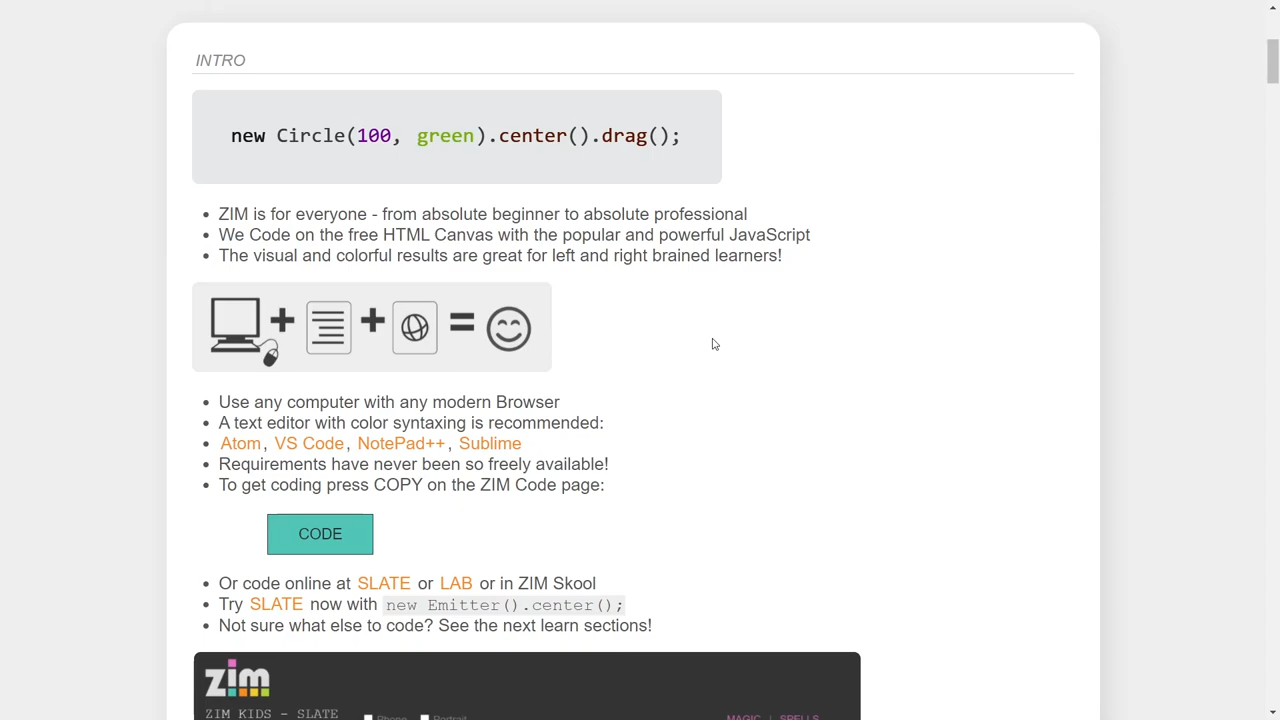 INTRO
new Circle(100, green).center().drag();
ZIM is for everyone - from absolute beginner to absolute professional
We Code on the free HTML Canvas with the popular and powerful JavaScript
The visual and colorful results are great for left and right brained learners!
Use any computer with any modern Browser
A text editor with color syntaxing is recommended:
Atom, VS Code, NotePad++, Sublime
Requirements have never been so freely available!
To get coding press COPY on the ZIM Code page:
CODE
Or code online at SLATE or LAB or in ZIM Skool
Try SLATE now with new Emitter().center();
Not sure what else to code? See the next learn sections!
zim
ZIM KIDS - SLATE Phone Portrait MAGIC | SPELLS